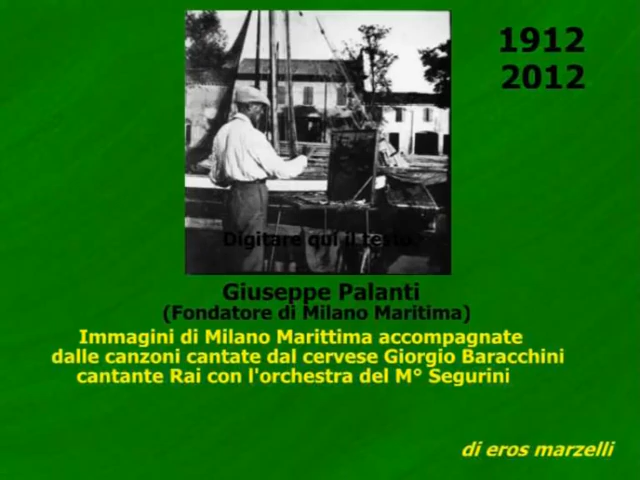 1912
2012
Digitare qui il testo.
Giuseppe Palanti
(Fondatore di Milano Maritima)
Immagini di Milano Marittima accompagnate
dalle canzoni cantate dal cervese Giorgio Baracchini
cantante Rai con l'orchestra del M° Segurini
di eros marzelli